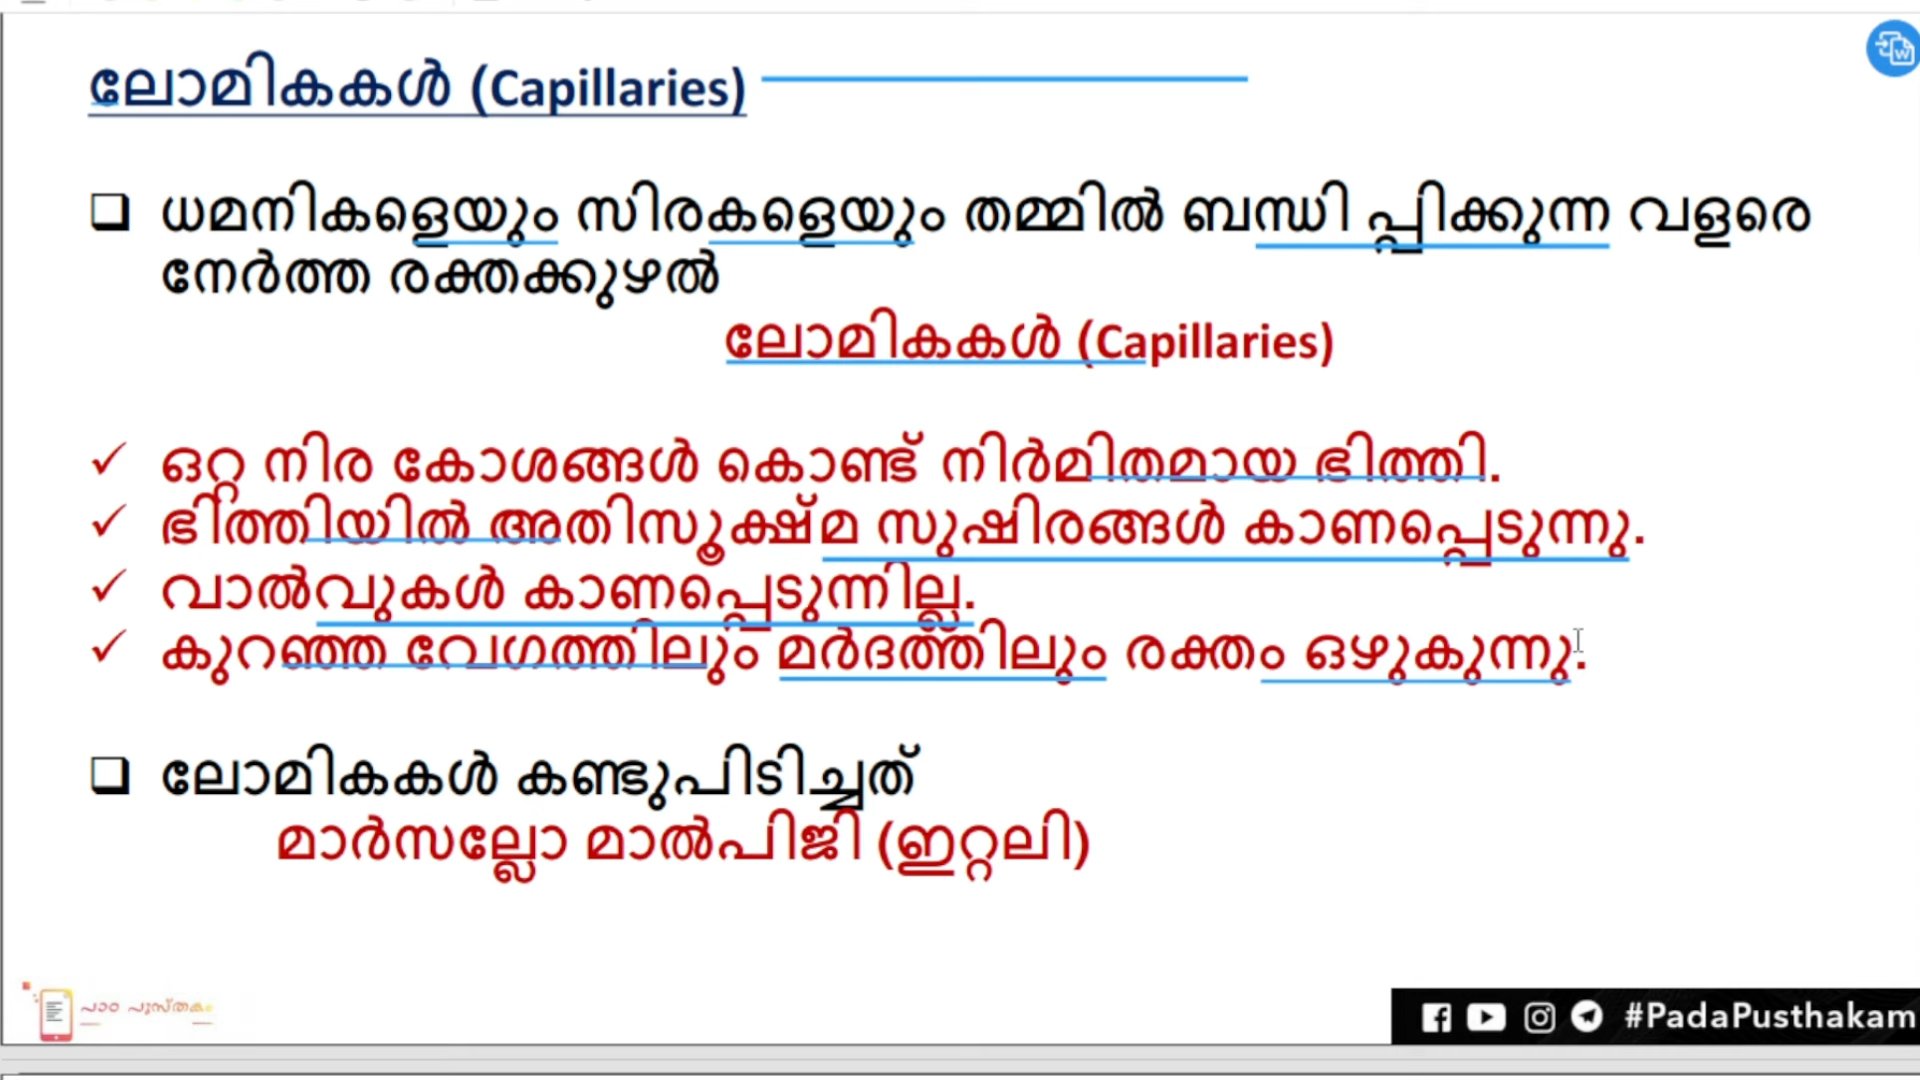 ലോമികകൾ (Capillaries)
ധമനികളെയും സിരകളെയും തമ്മിൽ ബന്ധി പ്പിക്കുന്ന വളരെ
നേർത്ത രക്തക്കുഴൽ
ലോമികകൾ (Capillaries)
ഒറ്റ നിര കോശങ്ങൾ കൊണ്ട് നിർമിതമായ ഭിത്തി.
ഭിത്തിയിൽ അതിസൂക്ഷ്മ സുഷിരങ്ങൾ കാണപ്പെടുന്നു.
വാൽവുകൾ കാണപ്പെടുന്നില്ല.
കുറഞ്ഞ വേഗത്തിലും മർദത്തിലും രക്തം ഒഴുകുന്നു.
ലോമികകൾ കണ്ടുപിടിച്ചത്
മാർസല്ലോ മാൽപിജി (ഇറ്റലി)
പാഠ പുസ്തകം
#PadaPusthakam